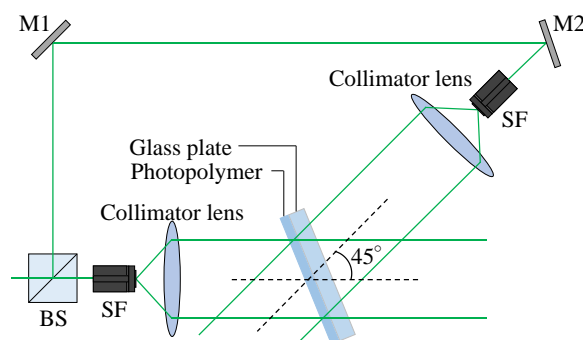 M1
M2
Collimator lens
SF
Glass plate
Photopolymer
Collimator lens
45°
BS
SF